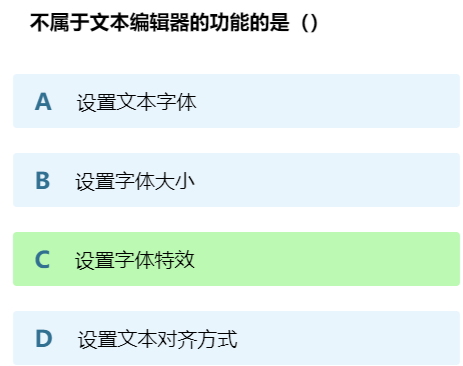 不属于文本编辑器的功能的是（）
A 设置文本字体
B 设置字体大小
C 设置字体特效
D 设置文本对齐方式